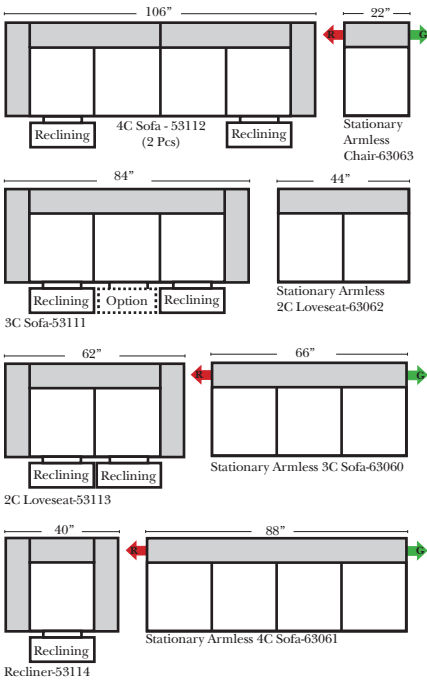 106”
22”
R
G
Reclining
4C Sofa - 53112
(2 Pcs)
Reclining
Stationary
Armless
Chair-63063
84”
44”
Reclining
Option
Reclining
3C Sofa-53111
Stationary Armless
2C Loveseat-63062
62”
66”
R
G
Reclining
Reclining
2C Loveseat-53113
Stationary Armless 3C Sofa-63060
40”
88”
R
G
Reclining
Recliner-53114
Stationary Armless 4C Sofa-63061